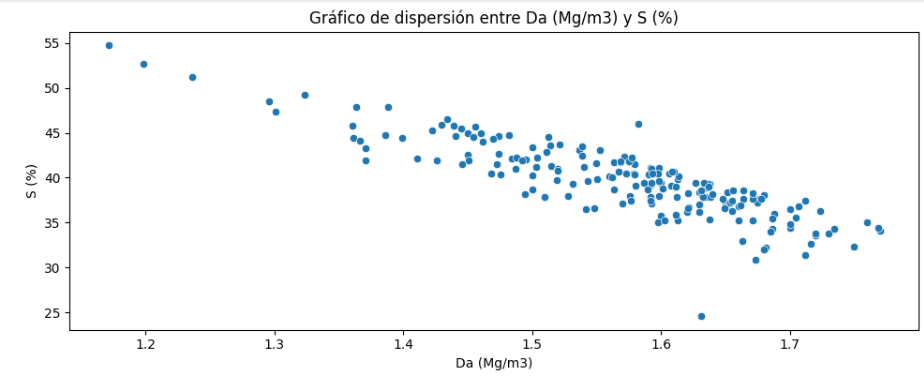 Gráfico de dispersión entre Da (Mg/m3) y S (%)
55
50
45
40
35
30
25
S (%)
1.2 1.3 1.4 1.5 1.6 1.7
Da (Mg/m3)